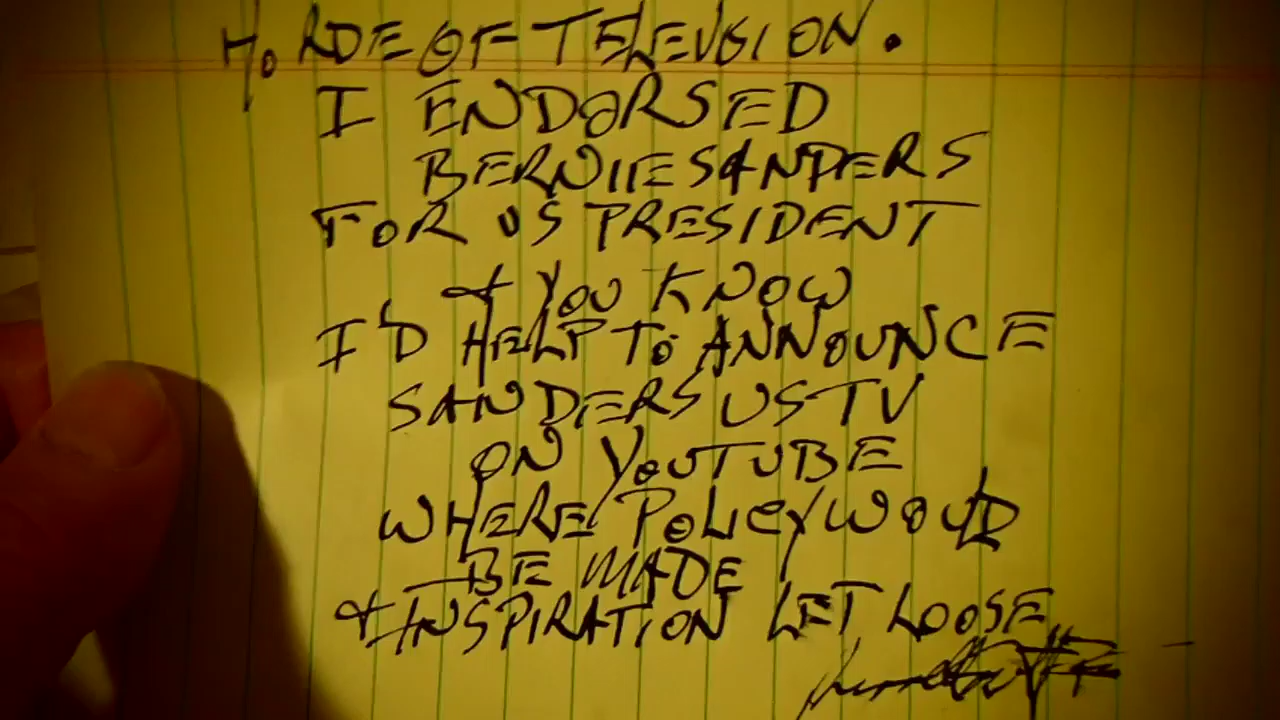 HORDE OF TELEVISION.
I ENDORSED
BERNIE SANDERS
FOR US PRESIDENT
& YOU KNOW
I'D HELP TO ANNOUNCE
SANDERS US TV
ON YOUTUBE
WHERE POLICY WOULD
BE MADE
& INSPIRATION LET LOOSE